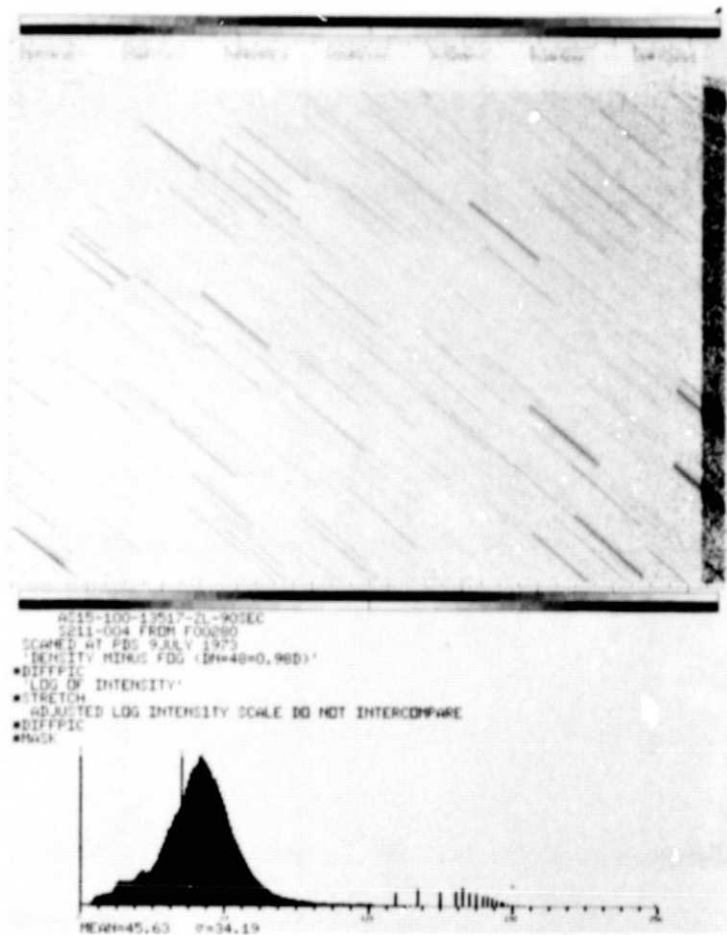 AS15-100-13517-ZL-90SEC
S211-004 FROM F00280
SCANED AT PDS 9JULY 1973
'DENSITY MINUS FOG (DN=48=0.98D)'
*DIFFPIC
'LOG OF INTENSITY'
*STRETCH
ADJUSTED LOG INTENSITY SCALE DO NOT INTERCOMPARE
*DIFFPIC
*MASK
MEAN=45.63 σ=34.19